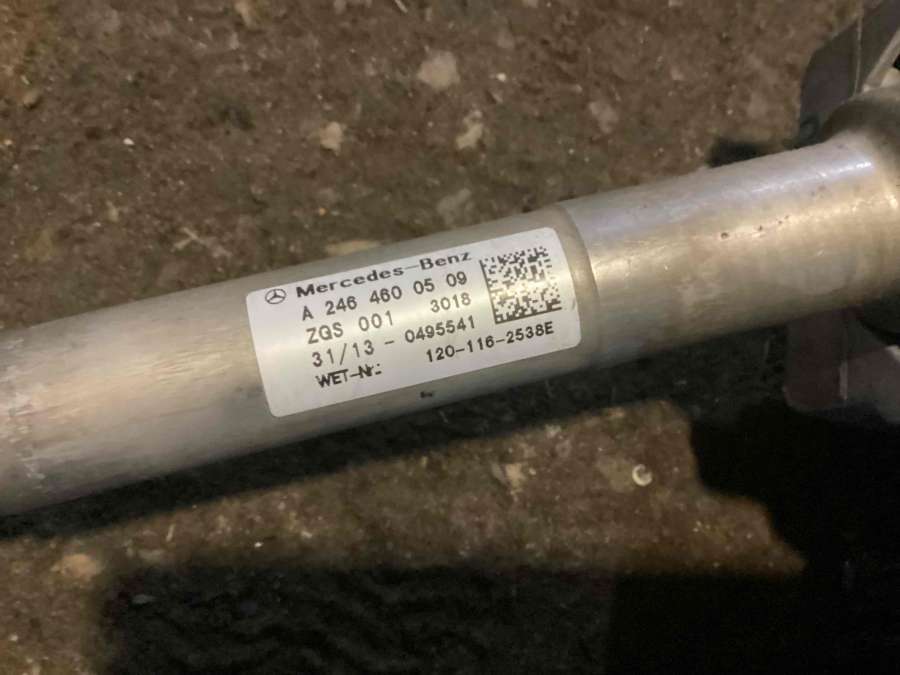 Mercedes-Benz
A 246 460 05 09
ZGS 001 3018
31/13 - 0495541
WET-Nr.: 120-116-2538E